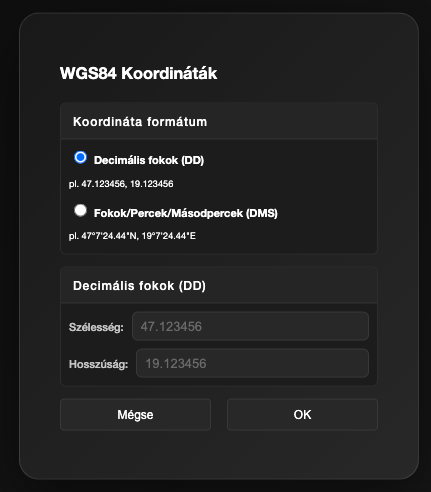 WGS84 Koordináták
Koordináta formátum
Decimális fokok (DD)
pl. 47.123456, 19.123456
Fokok/Percek/Másodpercek (DMS)
pl. 47°7'24.44"N, 19°7'24.44"E
Decimális fokok (DD)
Szélesség: 47.123456
Hosszúság: 19.123456
Mégse OK